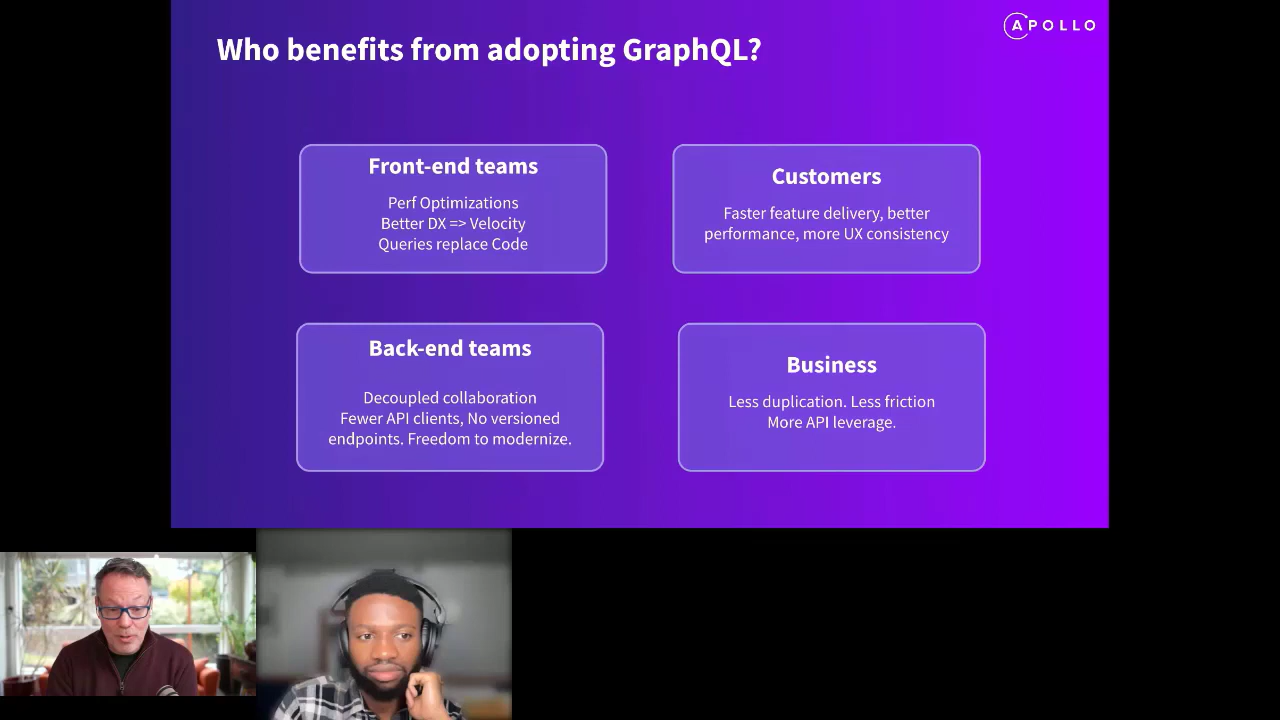 APOLLO
Who benefits from adopting GraphQL?
Front-end teams
Perf Optimizations
Better DX => Velocity
Queries replace Code
Customers
Faster feature delivery, better
performance, more UX consistency
Back-end teams
Decoupled collaboration
Fewer API clients, No versioned
endpoints. Freedom to modernize.
Business
Less duplication. Less friction
More API leverage.